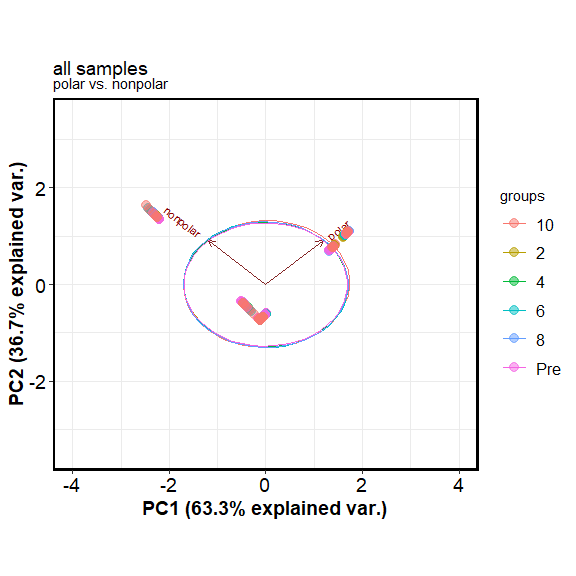 all samples
polar vs. nonpolar
PC2 (36.7% explained var.)
2
0
-2
-4
-2
0
2
4
PC1 (63.3% explained var.)
nonpolar
polar
groups
10
2
4
6
8
Pre